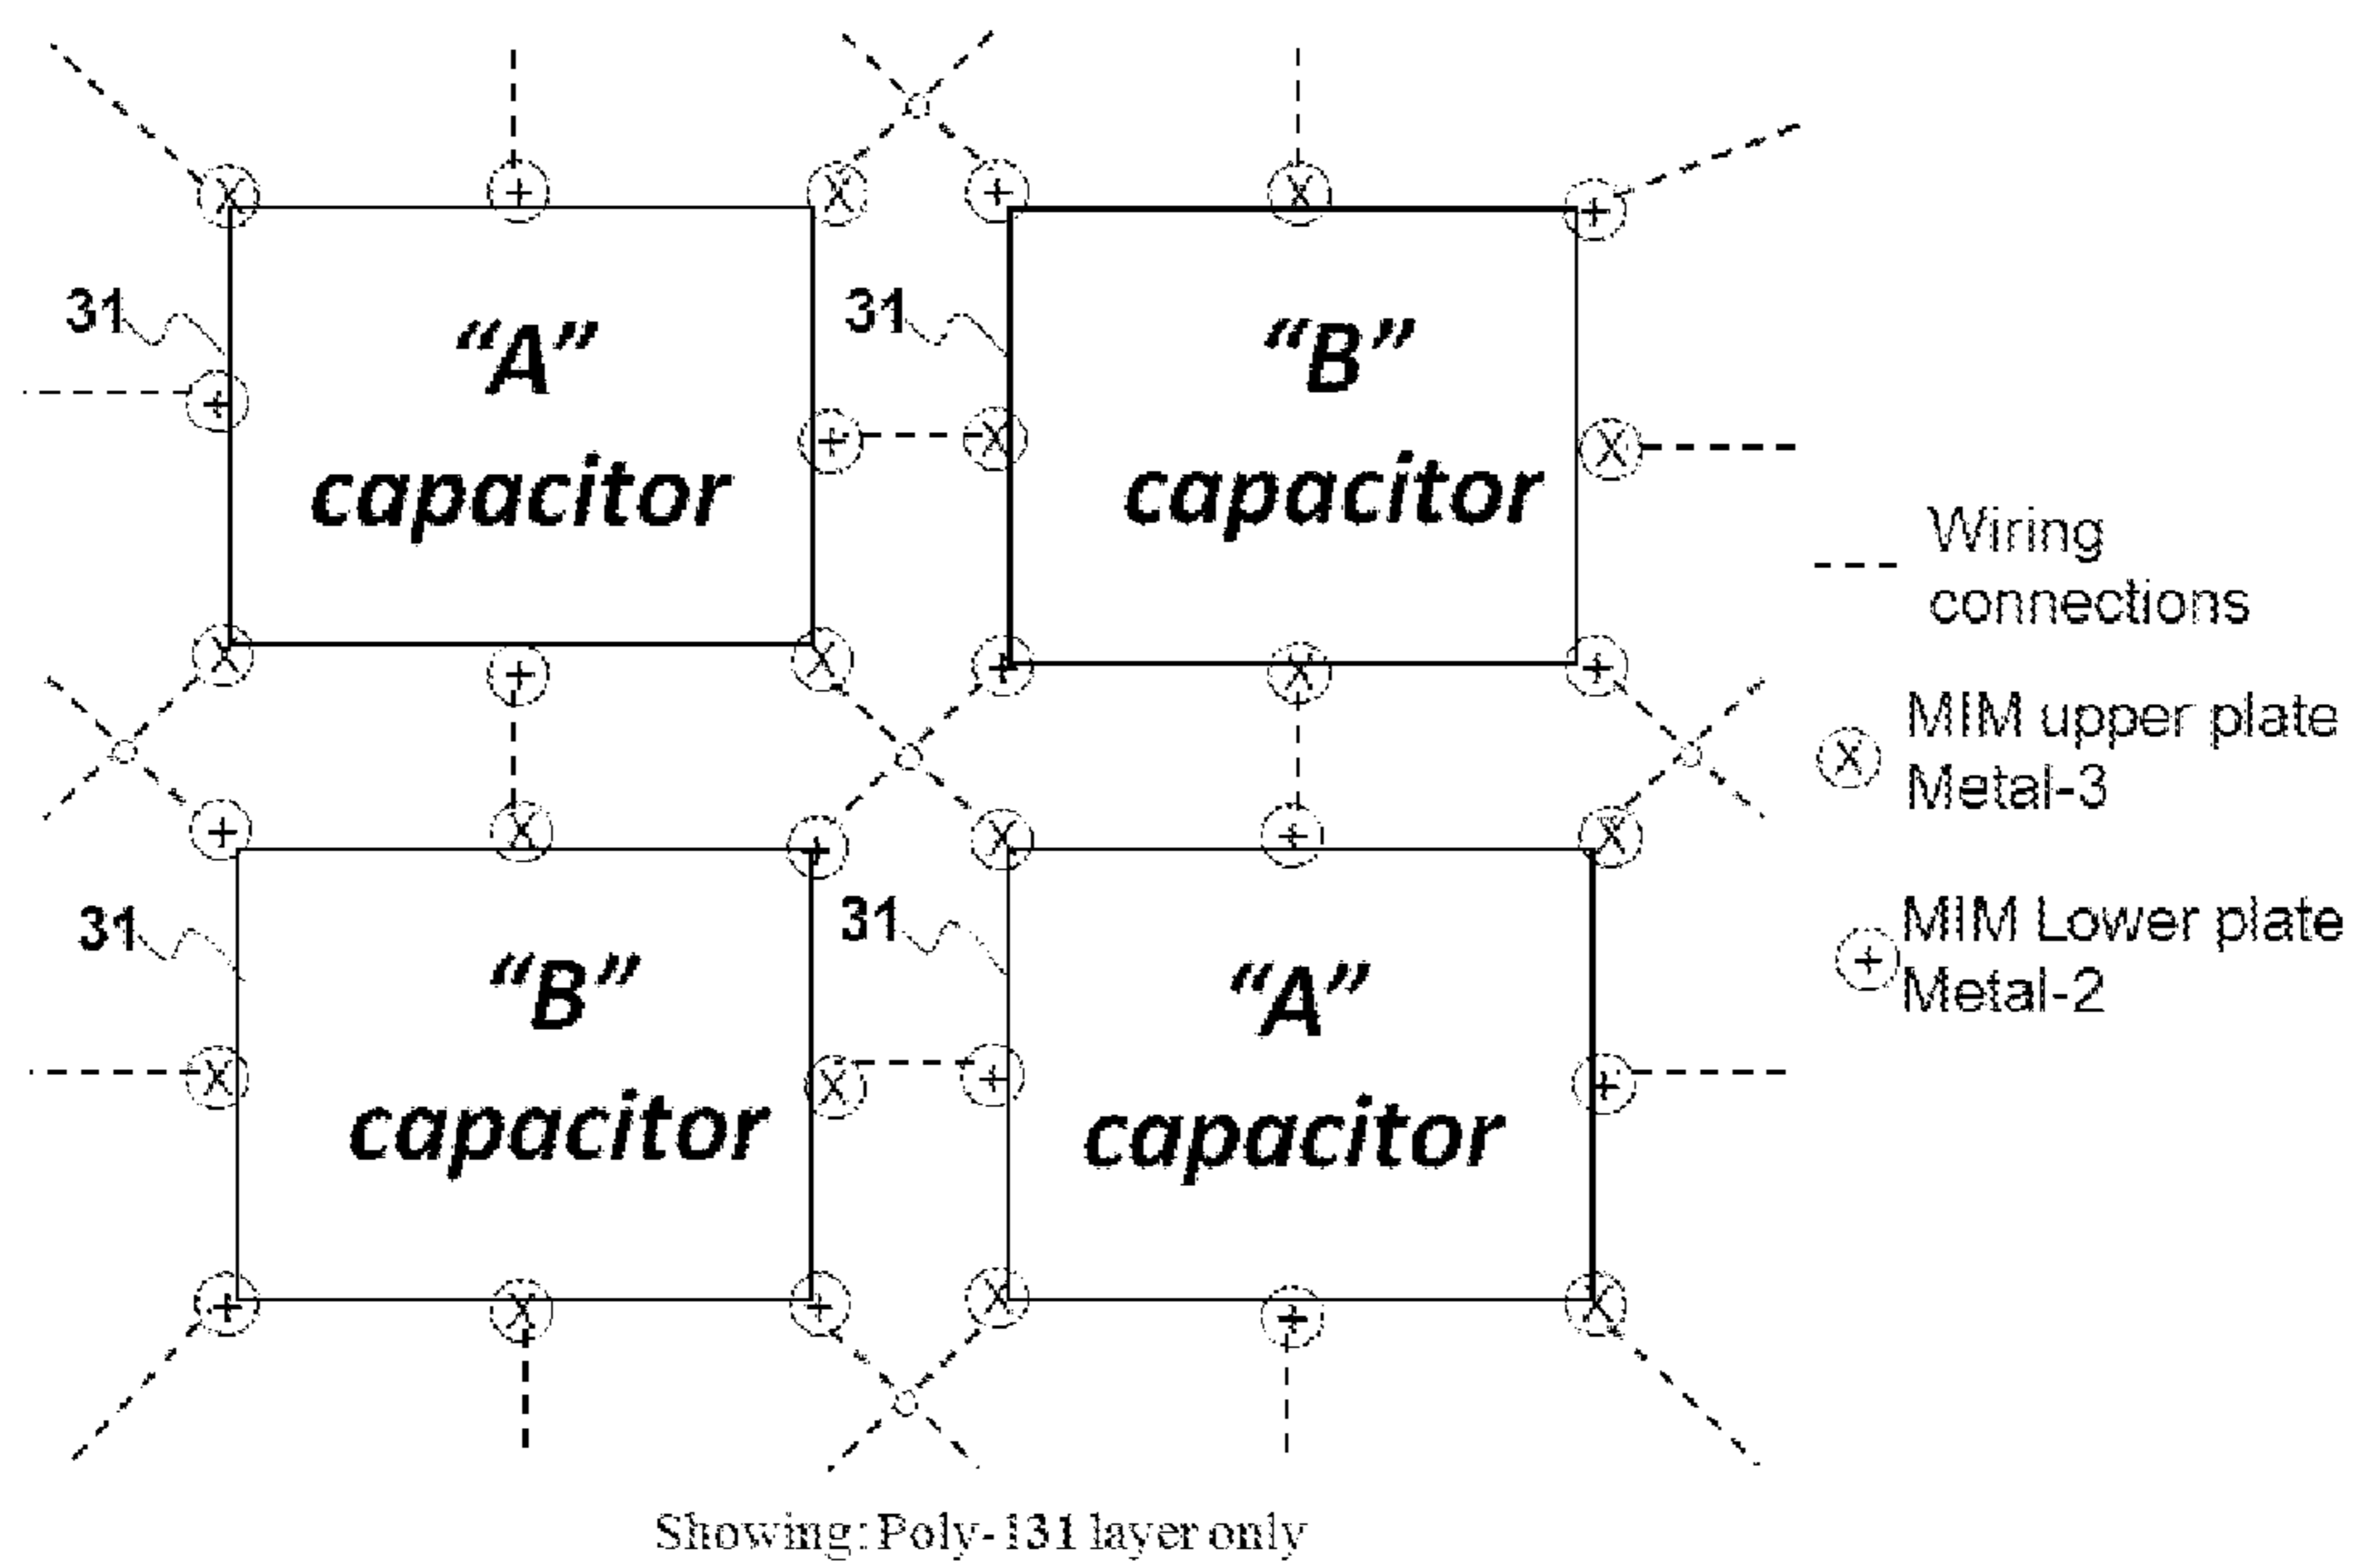 31
“A”
capacitor
31
“B”
capacitor
Wiring
connections
X MIM upper plate
Metal-3
+ MIM Lower plate
Metal-2
31
“B”
capacitor
31
“A”
capacitor
Showing: Poly-131 layer only